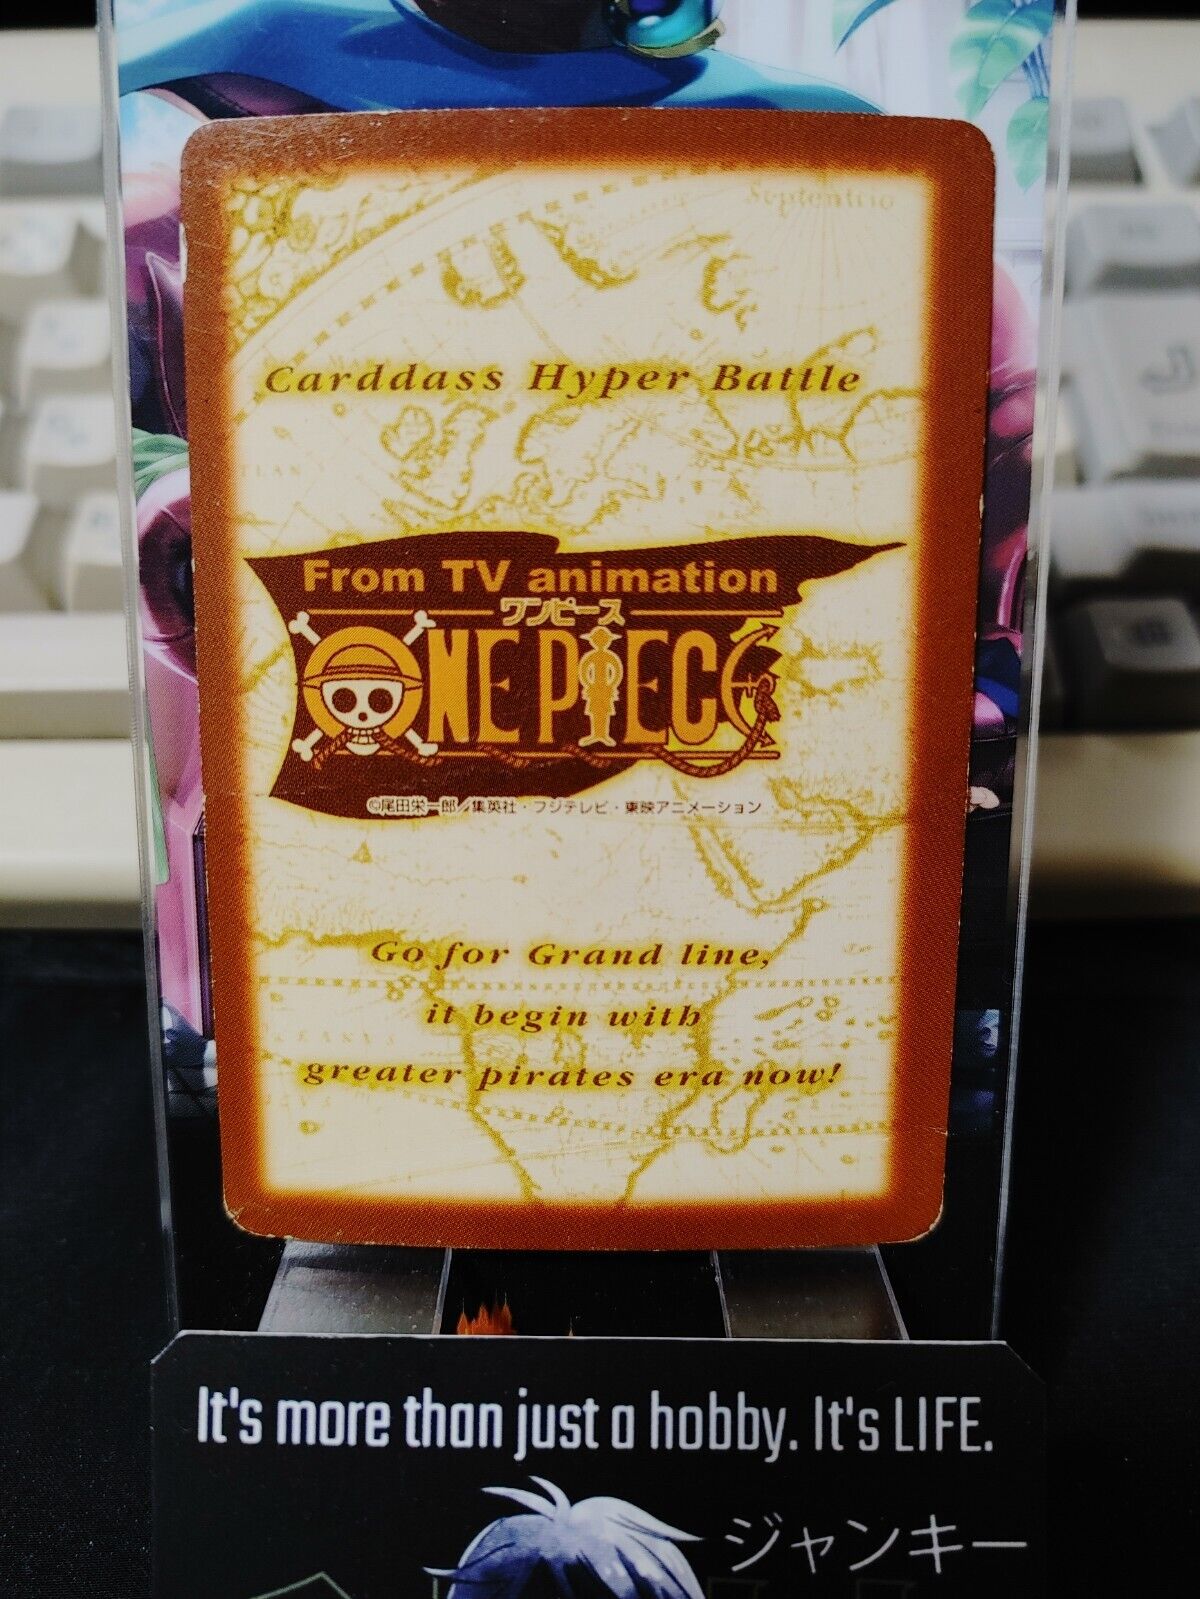 Septentrio
Carddass Hyper Battle
From TV animation
ワンピース
ONE PIECE
©尾田栄一郎／集英社・フジテレビ・東映アニメーション
Go for Grand line,
it begin with
greater pirates era now!
It's more than just a hobby. It's LIFE.
ジャンキー